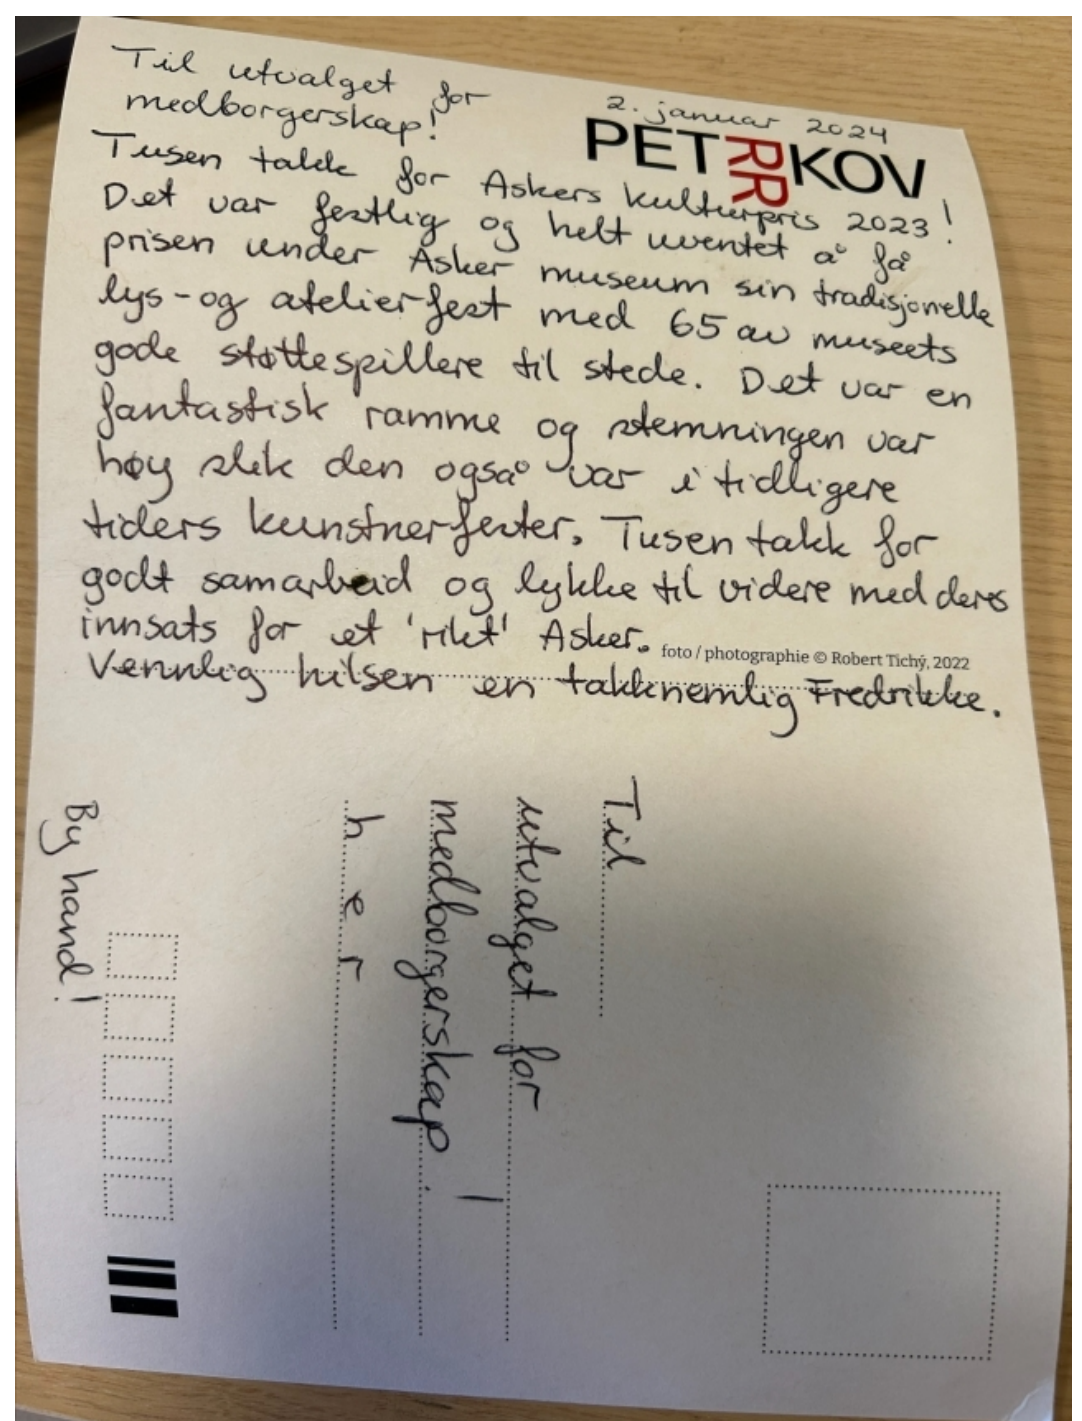 Til utvalget for
medborgerskap!
2. januar 2024
PETRRKOV
Tusen takk for Askers kulturpris 2023!
Det var festlig og helt uventet å få
prisen under Asker museum sin tradisjonelle
lys-og atelierfest med 65 av museets
gode støttespillere til stede. Det var en
fantastisk ramme og stemningen var
høy slik den også var i tidligere
tiders kunstnerfester. Tusen takk for
godt samarbeid og lykke til videre med deres
innsats for et 'rikt' Asker.
foto / photographie © Robert Tichý, 2022
Vennlig hilsen en takknemlig Fredrikke.
Til
utvalget for
medborgerskap!
her
By hand!